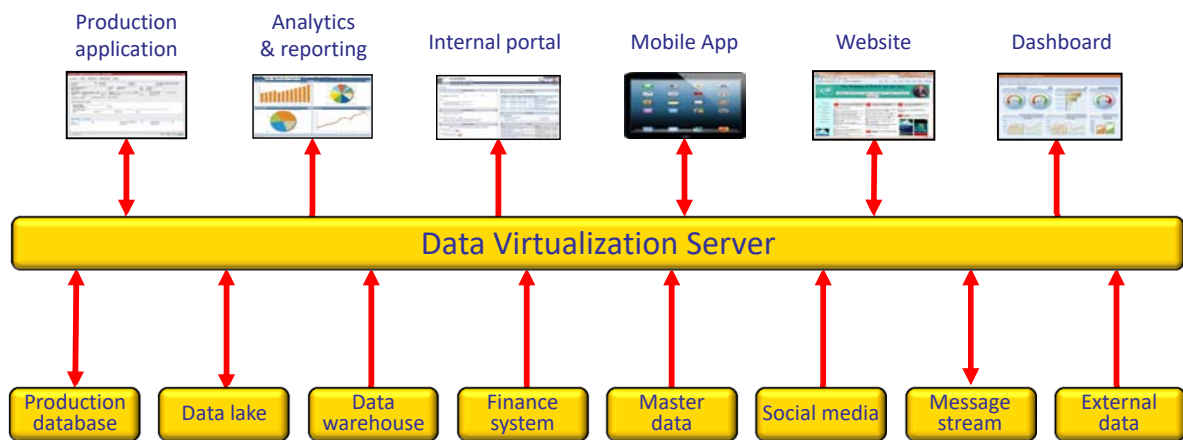 Production
application
Analytics
& reporting
Internal portal
Mobile App
Website
Dashboard
Data Virtualization Server
Production
database
Data lake
Data
warehouse
Finance
system
Master
data
Social media
Message
stream
External
data